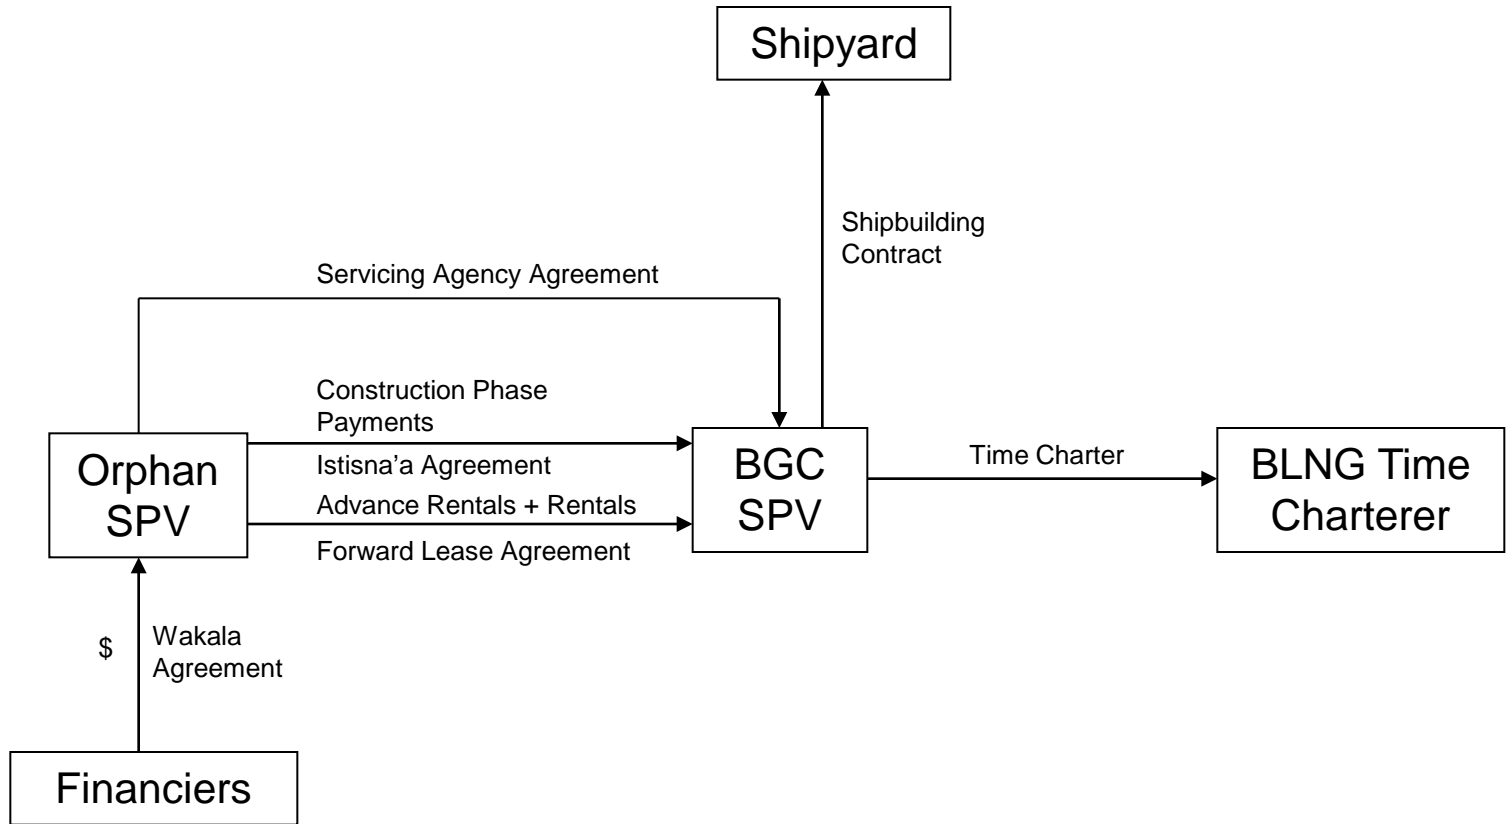 Shipyard
Shipbuilding
Contract
Servicing Agency Agreement
Construction Phase
Payments
Istisna’a Agreement
Advance Rentals + Rentals
Forward Lease Agreement
Orphan
SPV
BGC
SPV
Time Charter
BLNG Time
Charterer
$
Wakala
Agreement
Financiers